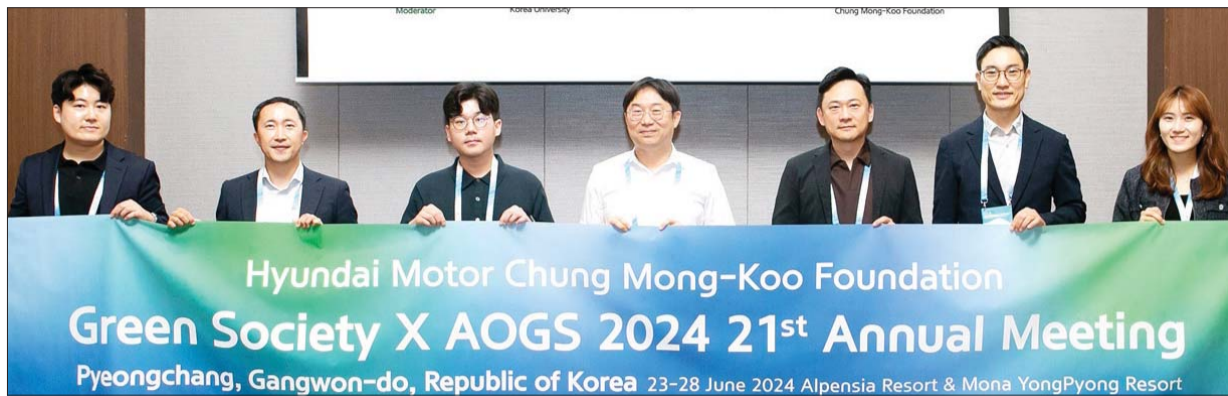 Moderator
Korea University
Chung Mong-Koo Foundation
Hyundai Motor Chung Mong-Koo Foundation
Green Society X AOGS 2024 21st Annual Meeting
Pyeongchang, Gangwon-do, Republic of Korea 23-28 June 2024 Alpensia Resort & Mona YongPyong Resort